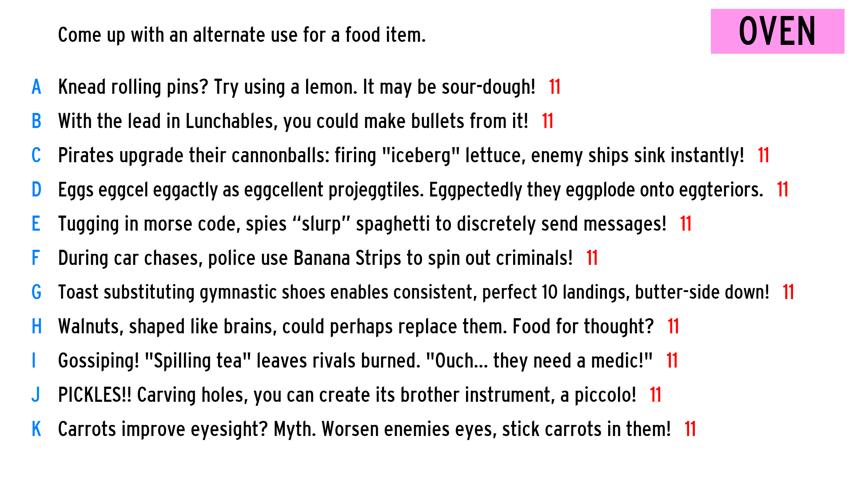 Come up with an alternate use for a food item.
OVEN
A Knead rolling pins? Try using a lemon. It may be sour-dough! 11
B With the lead in Lunchables, you could make bullets from it! 11
C Pirates upgrade their cannonballs: firing "iceberg" lettuce, enemy ships sink instantly! 11
D Eggs eggcel eggactly as eggcellent projeggtiles. Eggpectedly they eggplode onto eggteriors. 11
E Tugging in morse code, spies “slurp” spaghetti to discretely send messages! 11
F During car chases, police use Banana Strips to spin out criminals! 11
G Toast substituting gymnastic shoes enables consistent, perfect 10 landings, butter-side down! 11
H Walnuts, shaped like brains, could perhaps replace them. Food for thought? 11
I Gossiping! "Spilling tea" leaves rivals burned. "Ouch... they need a medic!" 11
J PICKLES!! Carving holes, you can create its brother instrument, a piccolo! 11
K Carrots improve eyesight? Myth. Worsen enemies eyes, stick carrots in them! 11